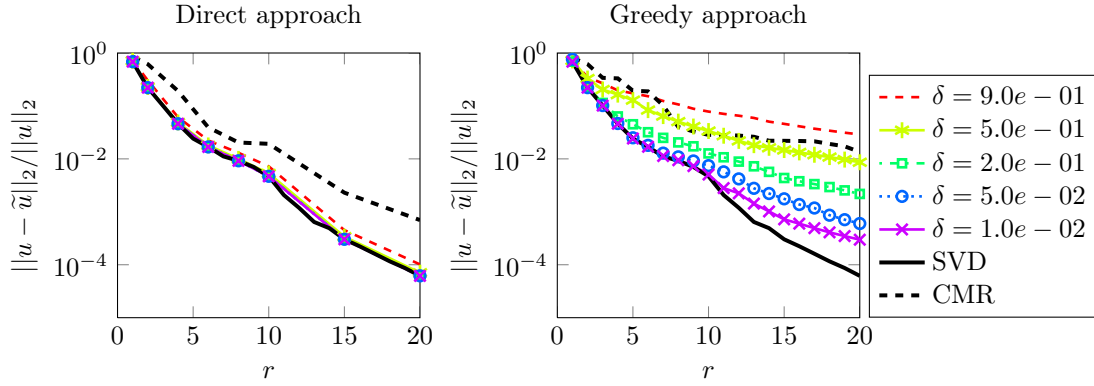 Direct approach
10^0
10^{-2}
10^{-4}
||u − ũ||_2/||u||_2
0 5 10 15 20
r
Greedy approach
10^0
10^{-2}
10^{-4}
||u − ũ||_2/||u||_2
0 5 10 15 20
r
δ = 9.0e − 01
δ = 5.0e − 01
δ = 2.0e − 01
δ = 5.0e − 02
δ = 1.0e − 02
SVD
CMR